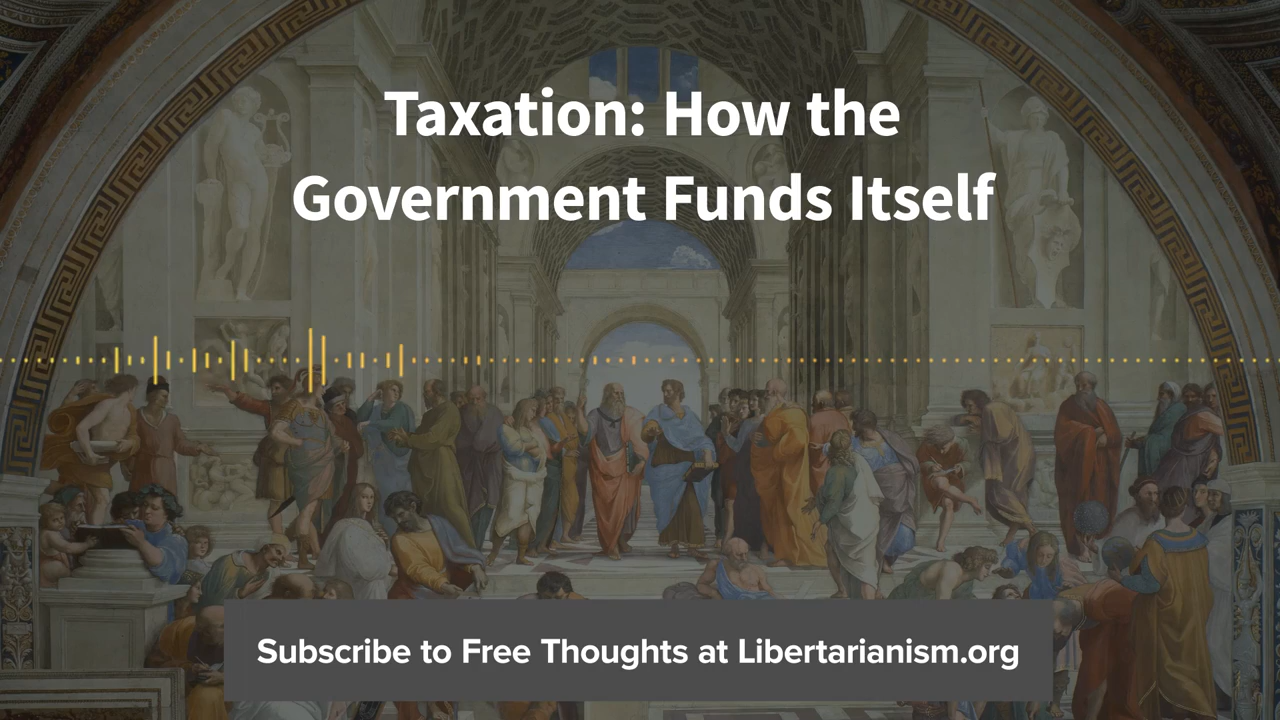 Taxation: How the
Government Funds Itself
Subscribe to Free Thoughts at Libertarianism.org